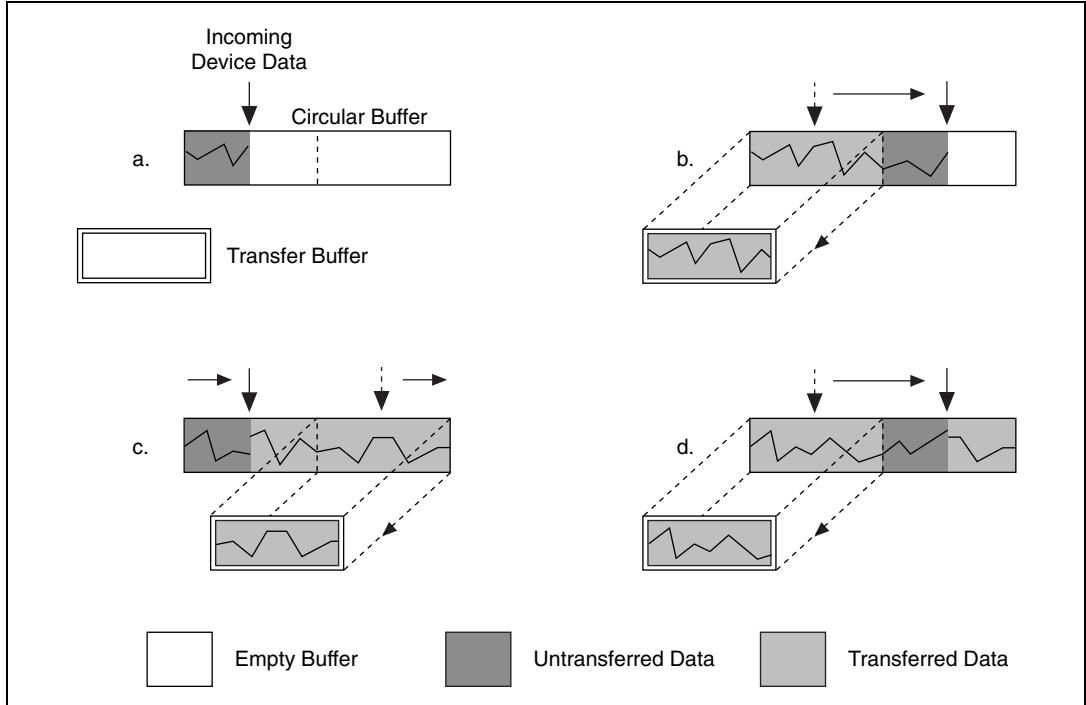 Incoming
Device Data
Circular Buffer
a.
b.
Transfer Buffer
c.
d.
Empty Buffer
Untransferred Data
Transferred Data